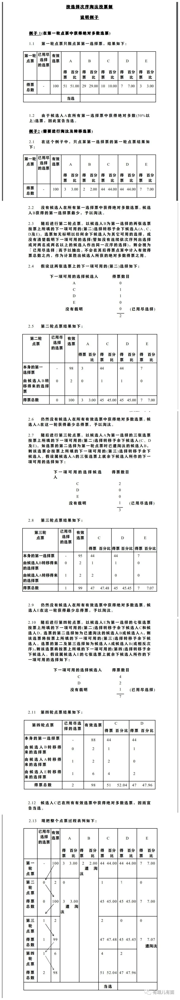 按选择次序淘汰投票制
说明例子
例子1(在第一轮点票中获得绝对多数选票)
1.1 第一轮点票只限点算第一选择票，结果如下：
第一轮点票 已用尽选择的选票 有效选票 A B C D E
得票 百分比 得票 百分比 得票 百分比 得票 百分比 得票 百分比
得票总数 - 100 51 51.00 29 29.00 10 10.00 7 7.00 3 3.00
当选
1.2 由于候选人A在所有第一选择票中获得绝对多数(50%以
上)选票，因此宣告当选。
例子2(需要进行淘汰及转移选票)
2.1 在这个例子中，只点算第一选择票的第一轮点票结果如
下：
第一轮点票 已用尽选择的选票 有效选票 A B C D E
得票 百分比 得票 百分比 得票 百分比 得票 百分比 得票 百分比
得票总数 - 100 3 3.00 2 2.00 44 44.00 44 44.00 7 7.00
2.2 没有候选人在所有第一选择票中获得绝对多数选票。候选
人B获得的第一选择票最少，予以淘汰。
2.3 随后进行第二轮点票。以候选人B为第一选择的两张选票
按票上所填的下一项可用的(第二)选择转移予余下候选人(A、C、
D及E)。选票如无标明以任何余下候选人为其它可用的选择，或
没有清楚载明下一项可用的选择(譬如没有连续依次序列出选择
或对两名或两名以上的候选人作出同一次序的选择)，则会视为
「已用尽选择」而予以抽出，不会在其后得票点算中计入有效得
票总数之内，作为计算胜出候选人所获的绝对多数得票之用。
2.4 假设这两张选票上的下一项可用的(第二)选择如下：
下一项可用的选择候选人 得票数目
A 0
C 1
D 1
E 0
没有载明 0 (已用尽选择)
2
2.5 第二轮点票结果如下：
第二轮点票 已用尽选择的选票 有效选票 A C D E
得票 百分比 得票 百分比 得票 百分比 得票 百分比
本身的第一选择票 - 98 3 44 44 7
由候选人B转移得来的选择票 0 2 0 1 1 0
得票总数 0 100 3 3.00 45 45.00 45 45.00 7 7.00
2.6 仍然没有候选人在所有有效选票中获得绝对多数选票。候
选人A在这一轮获得最少总得票，予以淘汰。
2.7 随后进行第三轮点票。以候选人A为第一选择的三张选票
按票上所填的下一项可用的(第二)选择转移予余下候选人(C、D
及E)。如选票的第二选择为第一轮点票时已遭淘汰的候选人B，
则该选票会按票上所填的下一项可用的(第三)选择转移予余下
候选人。假设属候选人A的三张选票上就余下候选人所作的下一
项可用的选择如下：
下一项可用的选择候选人 得票数目
C 2
D 0
E 0
没有载明 1 (已用尽选择)
3
2.8 第三轮点票结果如下：
第三轮点票 已用尽选择的选票 有效选票 C D E
得票 百分比 得票 百分比 得票 百分比
本身的第一选择票 - 95 44 44 7
由候选人B转移得来的选择票 0 2 1 1 0
由候选人A转移得来的选择票 1 2 2 0 0
得票总数 1 99 47 47.48 45 45.45 7 7.07
2.9 仍然没有候选人在所有有效选票中获得绝对多数选票。候
选人E在这一轮获得最少总得票，予以淘汰。
2.10 随后进行第四轮点票。以候选人E为第一选择的七张选票
按票上所填的下一项可用的(第二)选择转移予余下候选人C和候
选人D。选票的第二选择如为已遭淘汰的候选人B或候选人A，则
该选票将按票上所填的下一项可用的(第三)选择转移予余下候
选人。选票的第二及第三选择如为候选人A或候选人B(或相反次
序)，则该选票将按票上所填的下一项可用的(第四)选择转移予余
下候选人。假设属候选人E的七张选票上就余下候选人所作的下
一项可用的选择如下：
下一项可用的选择候选人 得票数目
C 4
D 2
没有载明 1 (已用尽选择)
7
2.11 第四轮点票结果如下：
第四轮点票 已用尽选择的选票 有效选票 C D
得票 百分比 得票 百分比
本身的第一选择票 - 88 44 44
由候选人B转移得来的选择票 0 2 1 1
由候选人A转移得来的选择票 1 2 2 0
由候选人E转移得来的选择票 1 6 4 2
得票总数 2 98 51 52.04 47 47.96
2.12 候选人C已在所有有效选票中获得绝对多数选票，因而宣
告当选。
2.13 现把整个点票过程表列如下：
已用尽选择的选票 有效选票 A B C D E
得票 百分比 得票 百分比 得票 百分比 得票 百分比 得票 百分比
第一轮点票 - 100 3 3.00 2 2.00 遭淘汰 44 44.00 44 44.00 7 7.00
第二轮点票 0 2 0 1 1 0
得票总数 0 100 3 3.00 遭淘汰 45 45.00 45 45.00 7 7.00
第三轮点票 1 2 2 0 0
得票总数 1 99 47 47.48 45 45.45 7 7.07 遭淘汰
第四轮点票 1 6 4 2
得票总数 2 98 51 52.04 47 47.96
当选
有理儿有面